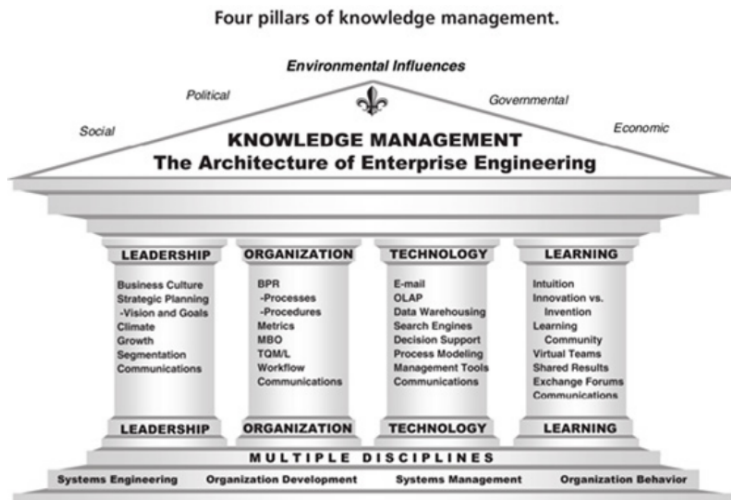 Four pillars of knowledge management.
Environmental Influences
Political
Governmental
Social
Economic
KNOWLEDGE MANAGEMENT
The Architecture of Enterprise Engineering
LEADERSHIP
Business Culture
Strategic Planning
-Vision and Goals
Climate
Growth
Segmentation
Communications
LEADERSHIP
ORGANIZATION
BPR
-Processes
-Procedures
Metrics
MBO
TQM/L
Workflow
Communications
ORGANIZATION
TECHNOLOGY
E-mail
OLAP
Data Warehousing
Search Engines
Decision Support
Process Modeling
Management Tools
Communications
TECHNOLOGY
LEARNING
Intuition
Innovation vs.
Invention
Learning
Community
Virtual Teams
Shared Results
Exchange Forums
Communications
LEARNING
MULTIPLE DISCIPLINES
Systems Engineering Organization Development Systems Management Organization Behavior